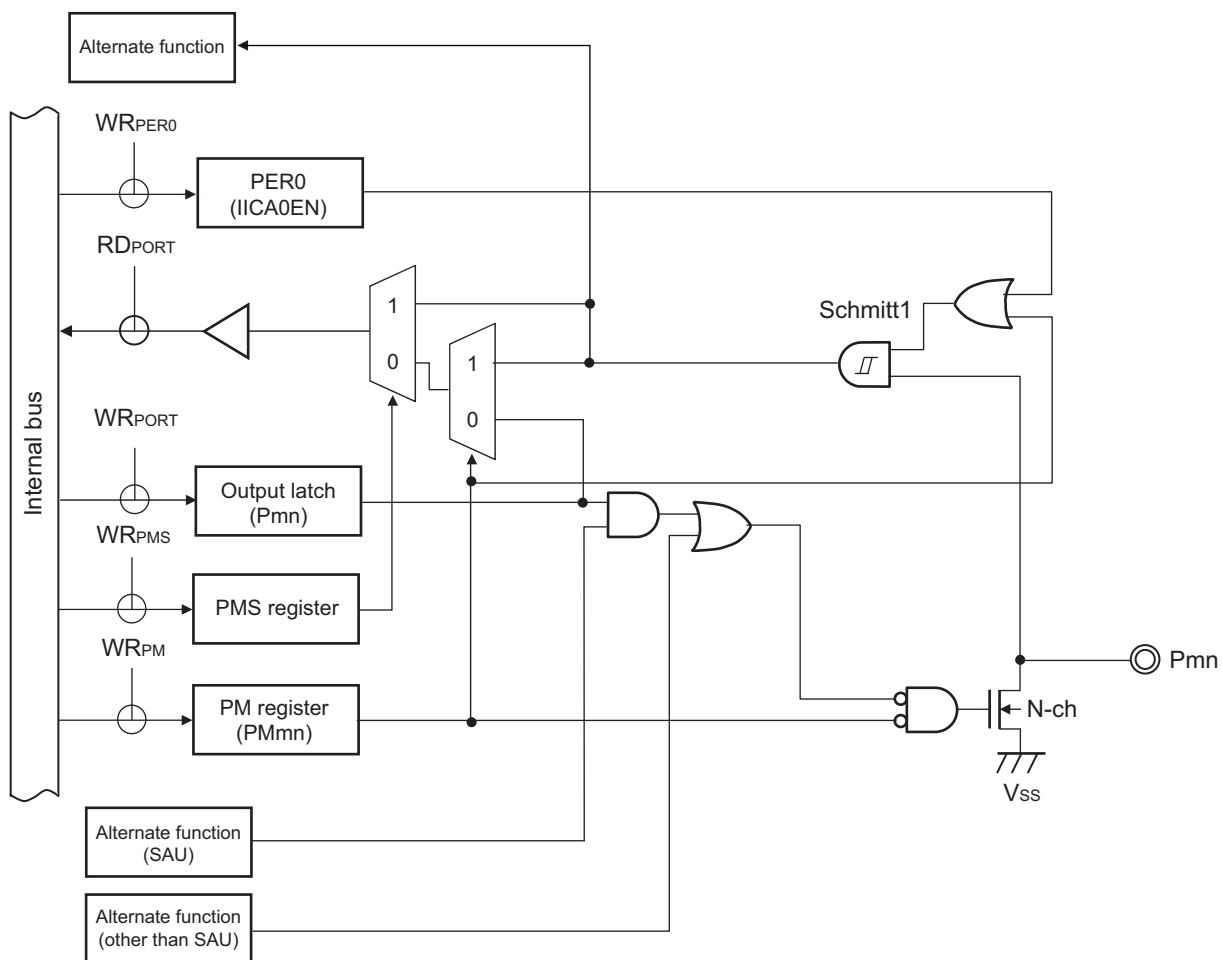 Alternate function
WRPER0
PER0
(IICA0EN)
RDPORT
Schmitt1
1
0
1
0
Internal bus
WRPORT
Output latch
(Pmn)
WRPMS
PMS register
WRPM
PM register
(PMmn)
Pmn
N-ch
VSS
Alternate function
(SAU)
Alternate function
(other than SAU)